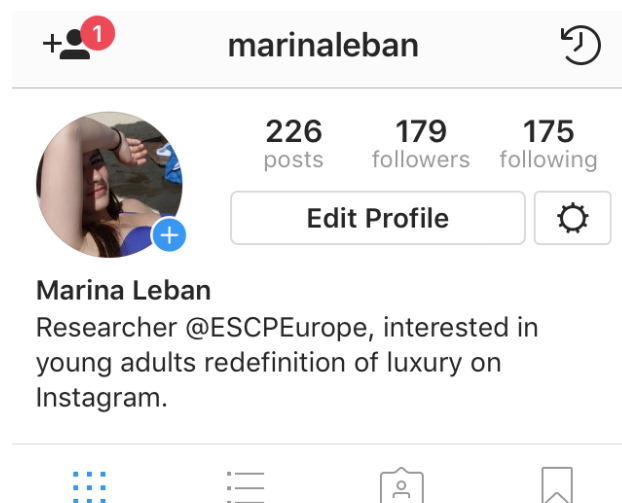 1
marinaleban
226 179 175
posts followers following
Edit Profile
Marina Leban
Researcher @ESCPEurope, interested in
young adults redefinition of luxury on
Instagram.